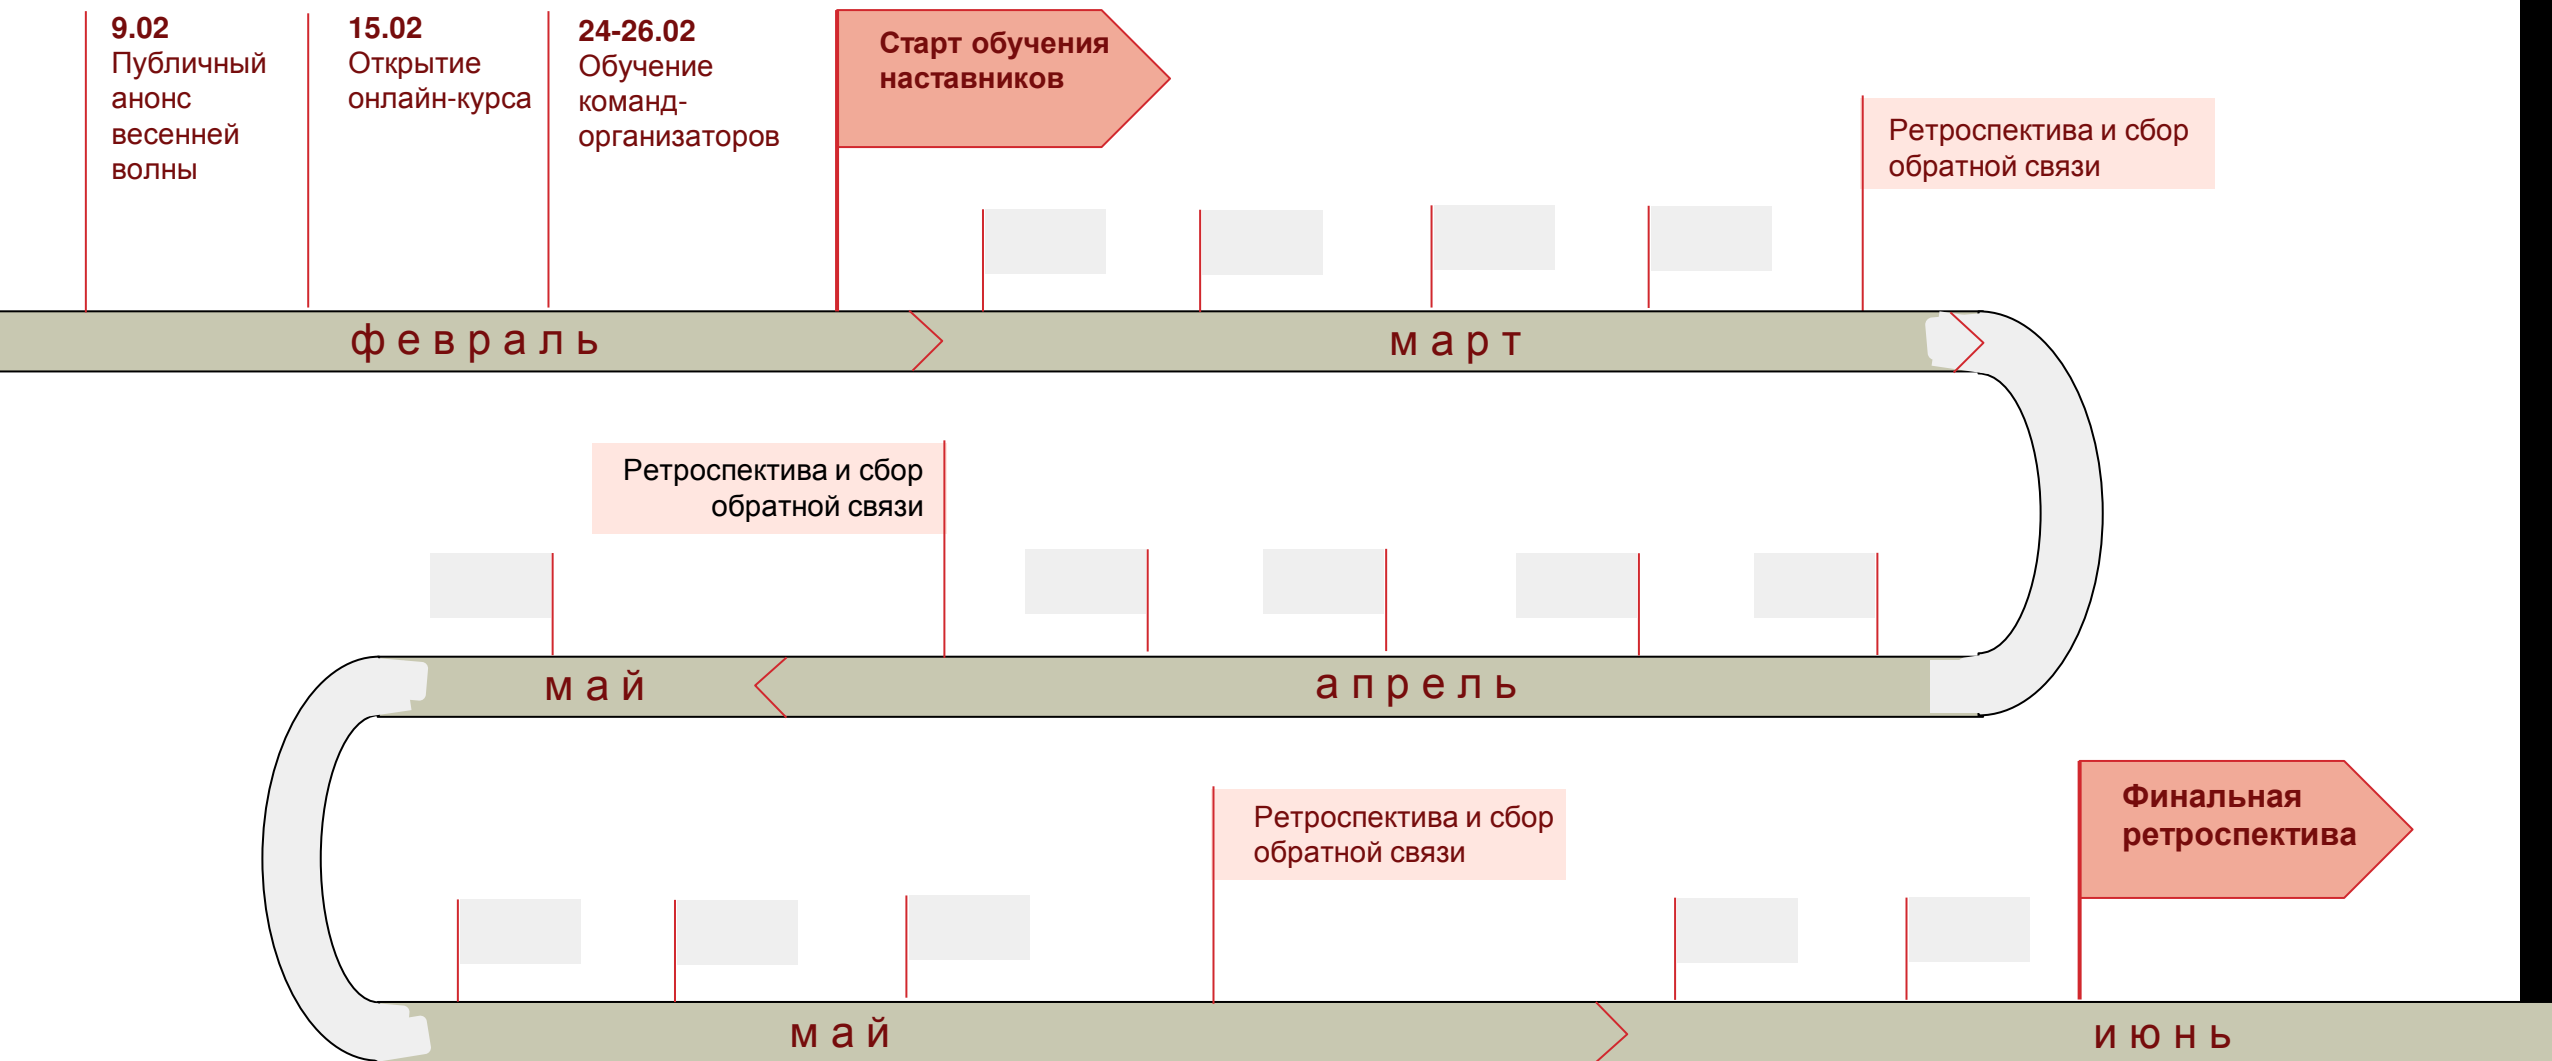 9.02
Публичный
анонс
весенней
волны
15.02
Открытие
онлайн-курса
24-26.02
Обучение
команд-
организаторов
Старт обучения
наставников
Ретроспектива и сбор
обратной связи
февраль
март
Ретроспектива и сбор
обратной связи
май
апрель
Ретроспектива и сбор
обратной связи
Финальная
ретроспектива
май
июнь